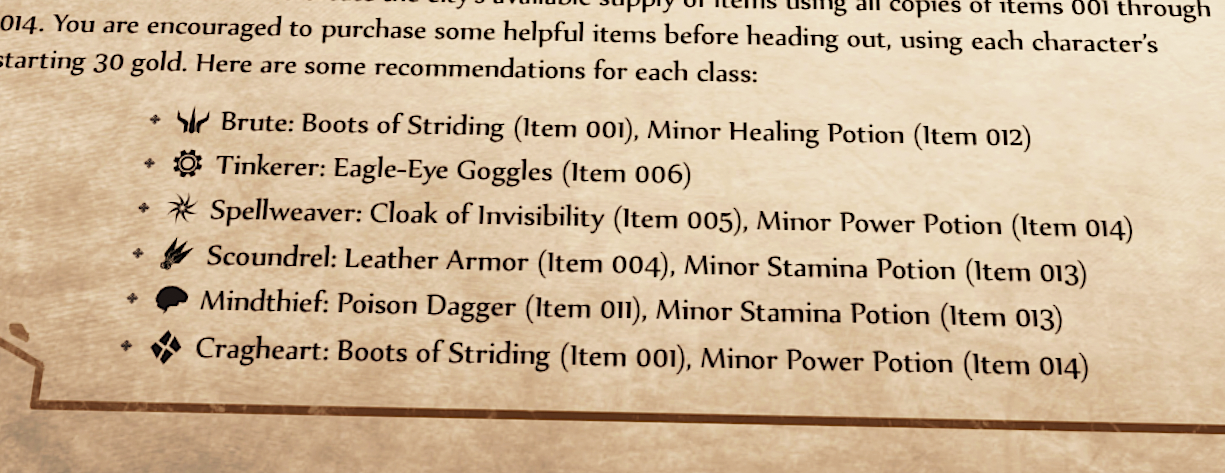 the city's available supply of items using all copies of items 001 through
014. You are encouraged to purchase some helpful items before heading out, using each character's
starting 30 gold. Here are some recommendations for each class:
Brute: Boots of Striding (Item 001), Minor Healing Potion (Item 012)
Tinkerer: Eagle-Eye Goggles (Item 006)
Spellweaver: Cloak of Invisibility (Item 005), Minor Power Potion (Item 014)
Scoundrel: Leather Armor (Item 004), Minor Stamina Potion (Item 013)
Mindthief: Poison Dagger (Item 011), Minor Stamina Potion (Item 013)
Cragheart: Boots of Striding (Item 001), Minor Power Potion (Item 014)